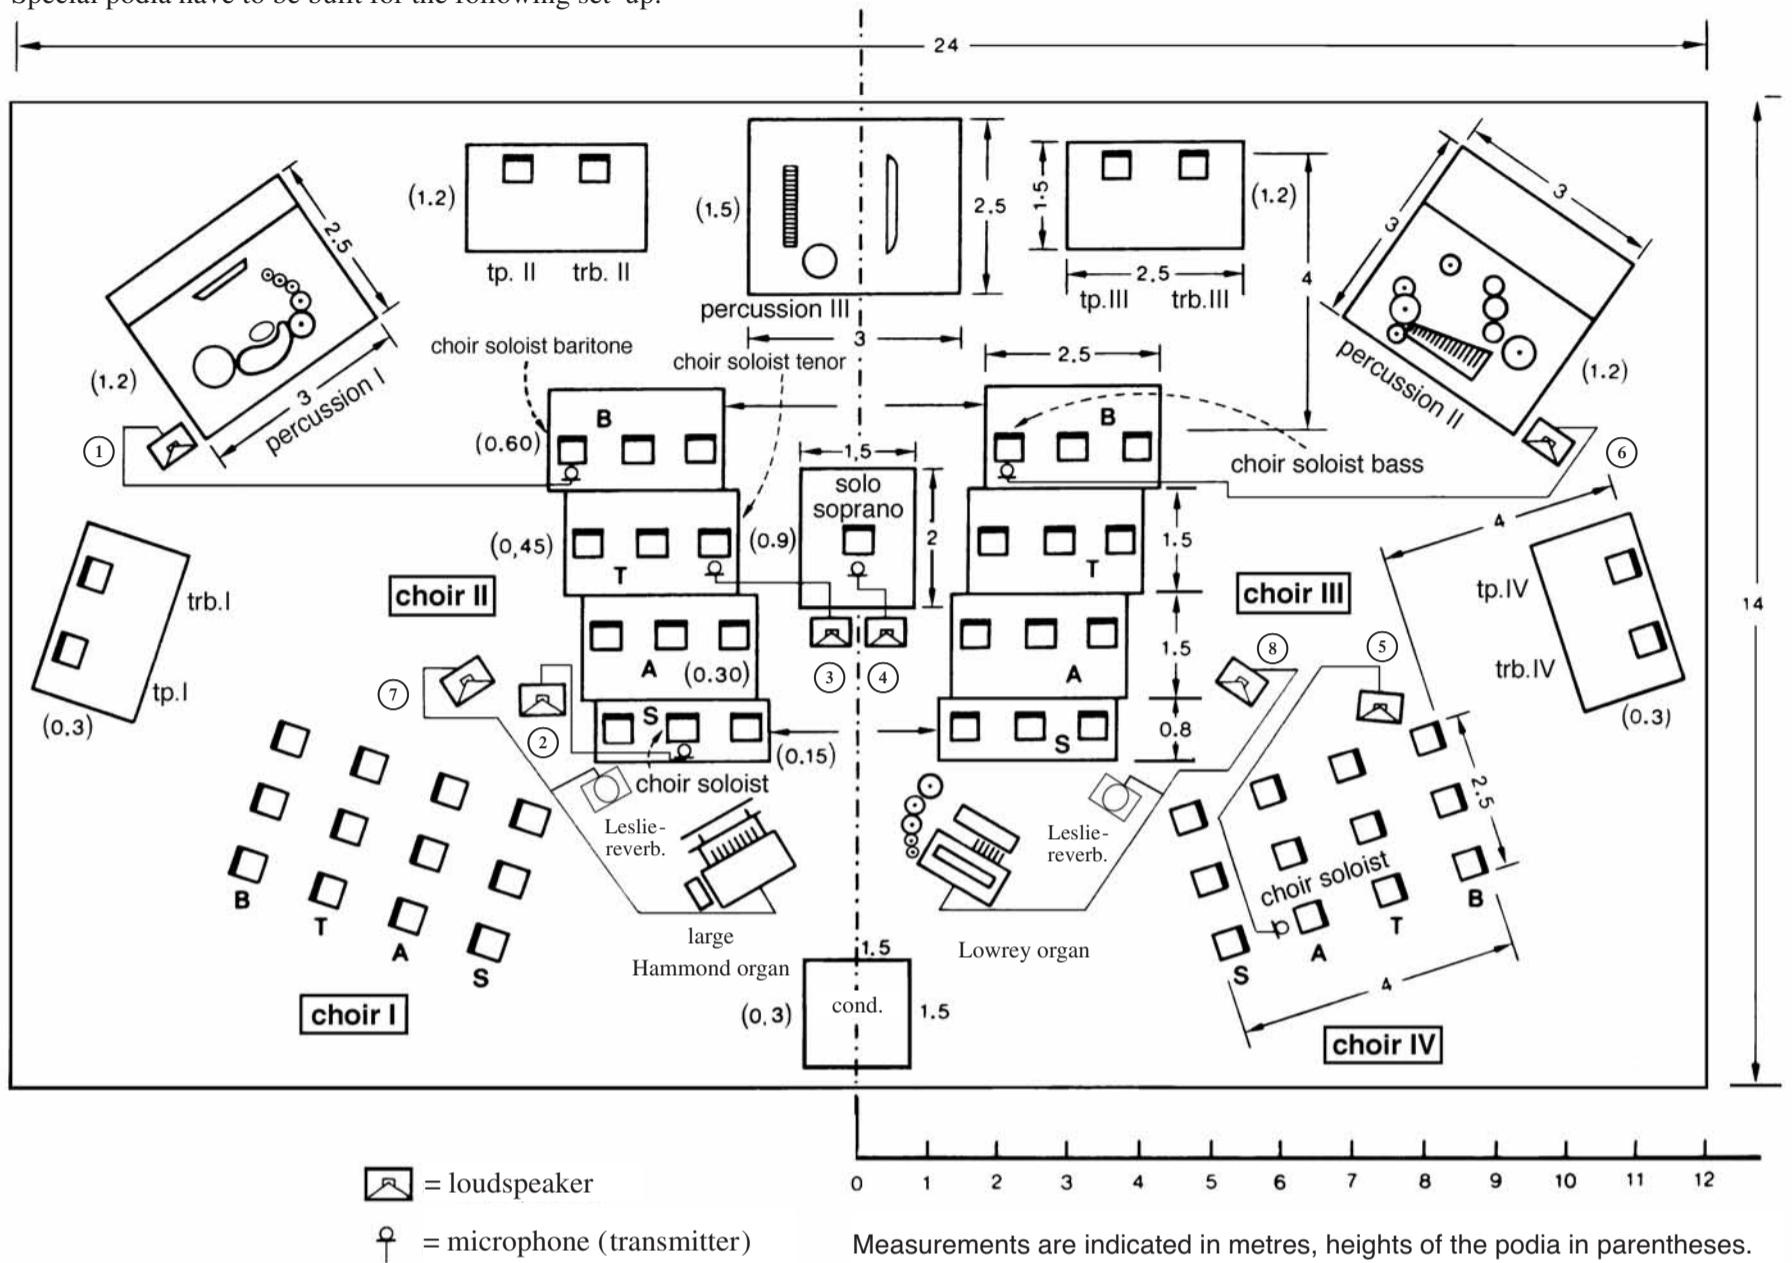 Special podia have to be built for the following set-up:
24
(1.2)
tp. II trb. II
(1.5)
2.5
percussion III
3
1.5
(1.2)
2.5
tp.III trb.III
4
3
3
percussion II
(1.2)
2.5
3
percussion I
(1.2)
choir soloist baritone
choir soloist tenor
2.5
B
(0.60)
1,5
solo
soprano
B
choir soloist bass
1
6
(0,45)
T
(0.9)
2
T
1.5
4
trb.I
tp.I
(0.3)
choir II
choir III
tp.IV
trb.IV
(0.3)
14
A
(0.30)
3
4
A
1.5
8
5
7
2
S
(0.15)
S
0.8
choir soloist
2.5
Leslie-
reverb.
Leslie-
reverb.
choir soloist
B
T
A
S
large
Hammond organ
Lowrey organ
S
A
T
B
4
1.5
(0,3)
cond.
1.5
choir I
choir IV
0 1 2 3 4 5 6 7 8 9 10 11 12
= loudspeaker
= microphone (transmitter)
Measurements are indicated in metres, heights of the podia in parentheses.